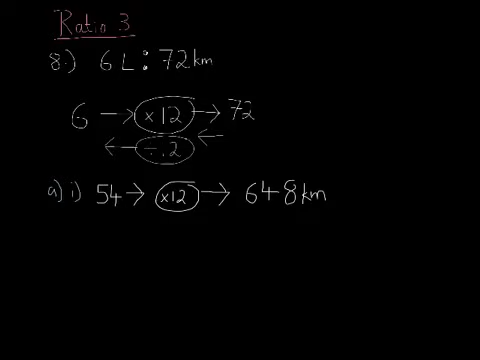 Ratio 3
8.) 6 L : 72 km
6 → ×12 → 72
← ÷12 ←
a) i) 54 → ×12 → 648 km